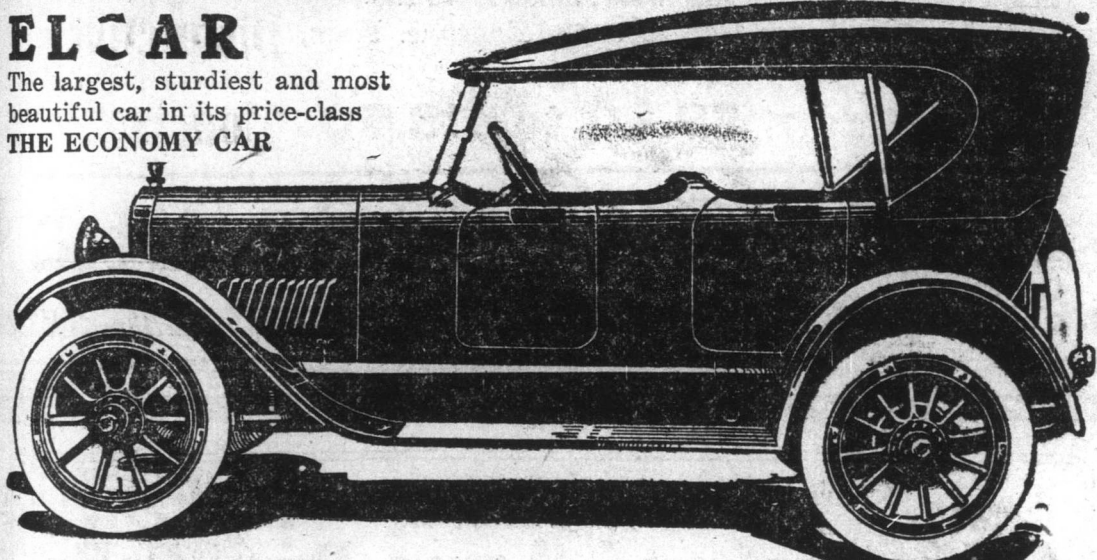 ELCAR
The largest, sturdiest and most
beautiful car in its price-class
THE ECONOMY CAR